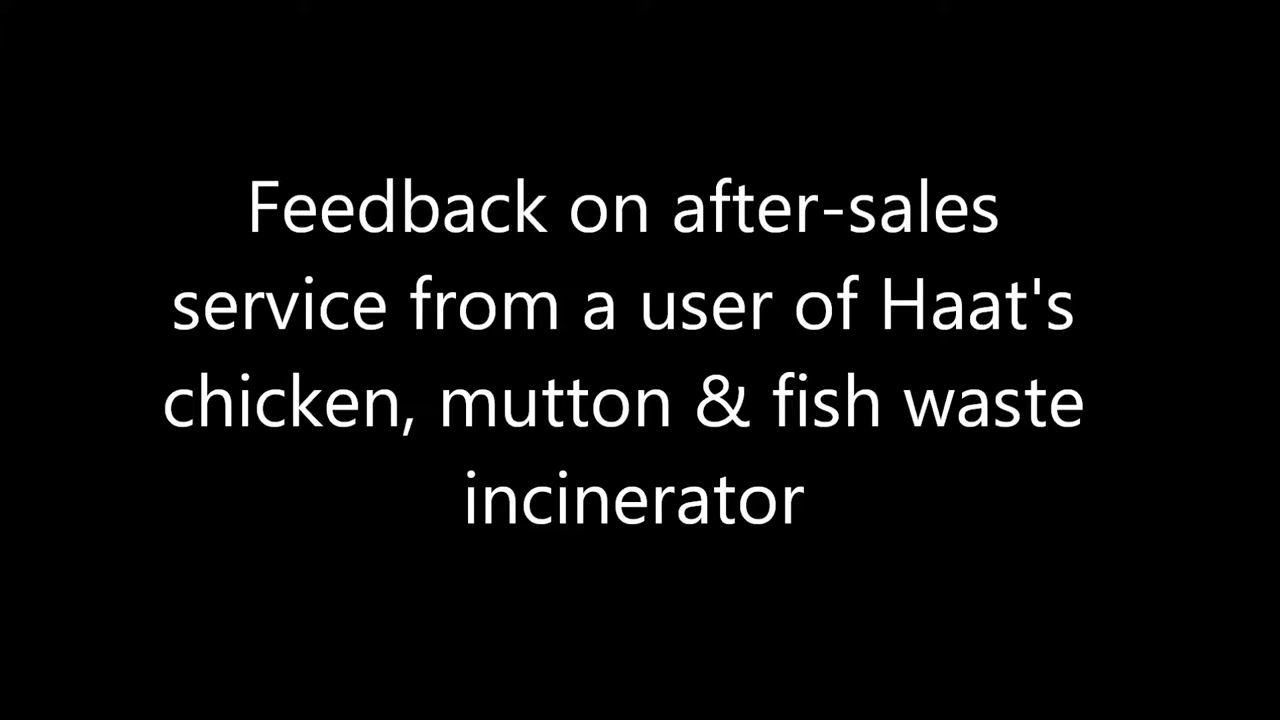 Feedback on after-sales
service from a user of Haat's
chicken, mutton & fish waste
incinerator